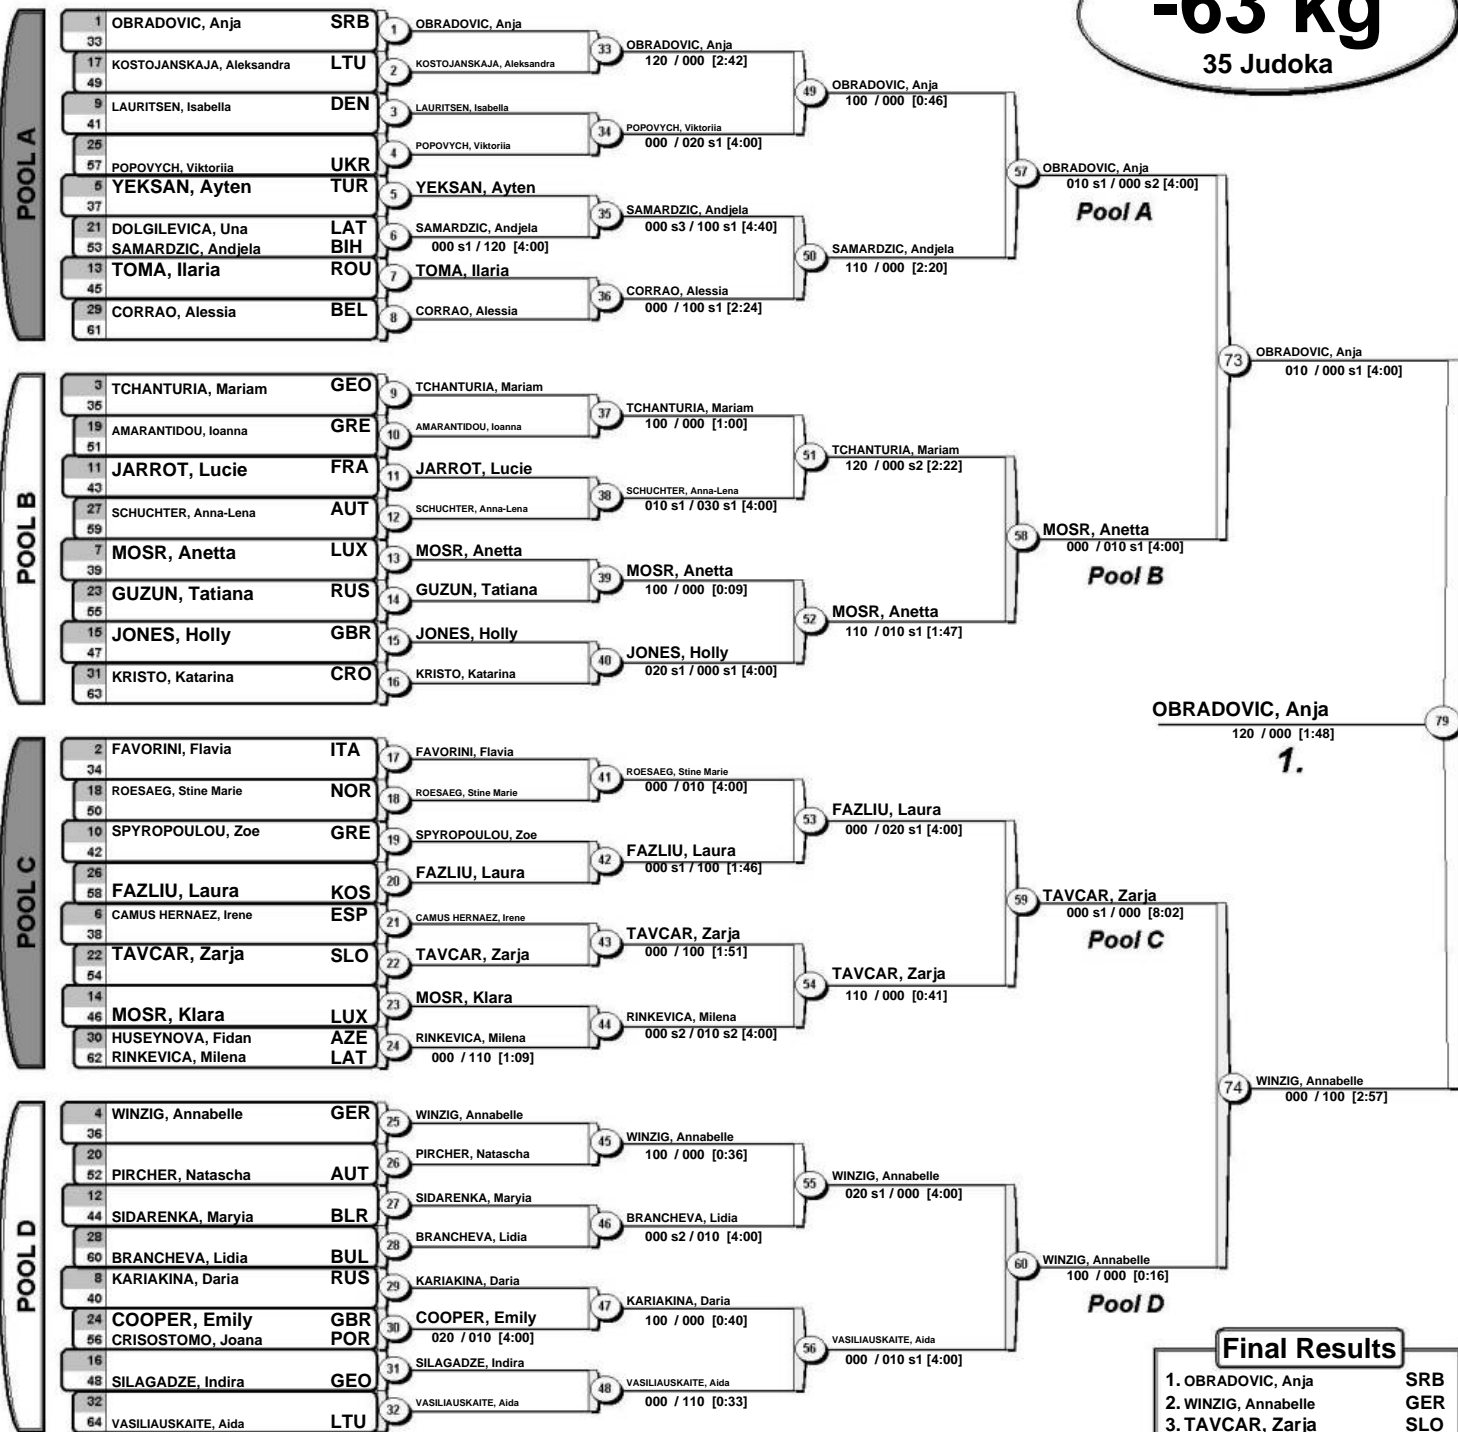 -63 kg
35 Judoka
POOL A
1 OBRADOVIC, Anja SRB
33
17 KOSTOJANSKAJA, Aleksandra LTU
49
9 LAURITSEN, Isabella DEN
41
25
57 POPOVYCH, Viktoriia UKR
5 YEKSAN, Ayten TUR
37
21 DOLGILEVICA, Una LAT
53 SAMARDZIC, Andjela BIH
13 TOMA, Ilaria ROU
45
29 CORRAO, Alessia BEL
61
1 OBRADOVIC, Anja
2 KOSTOJANSKAJA, Aleksandra
3 LAURITSEN, Isabella
4 POPOVYCH, Viktoriia
5 YEKSAN, Ayten
6 SAMARDZIC, Andjela
000 s1 / 120 [4:00]
7 TOMA, Ilaria
8 CORRAO, Alessia
33 OBRADOVIC, Anja
120 / 000 [2:42]
34 POPOVYCH, Viktoriia
000 / 020 s1 [4:00]
35 SAMARDZIC, Andjela
000 s3 / 100 s1 [4:40]
36 CORRAO, Alessia
000 / 100 s1 [2:24]
49 OBRADOVIC, Anja
100 / 000 [0:46]
50 SAMARDZIC, Andjela
110 / 000 [2:20]
57 OBRADOVIC, Anja
010 s1 / 000 s2 [4:00]
Pool A
POOL B
3 TCHANTURIA, Mariam GEO
35
19 AMARANTIDOU, Ioanna GRE
51
11 JARROT, Lucie FRA
43
27 SCHUCHTER, Anna-Lena AUT
59
7 MOSR, Anetta LUX
39
23 GUZUN, Tatiana RUS
55
15 JONES, Holly GBR
47
31 KRISTO, Katarina CRO
63
9 TCHANTURIA, Mariam
10 AMARANTIDOU, Ioanna
11 JARROT, Lucie
12 SCHUCHTER, Anna-Lena
13 MOSR, Anetta
14 GUZUN, Tatiana
15 JONES, Holly
16 KRISTO, Katarina
37 TCHANTURIA, Mariam
100 / 000 [1:00]
38 SCHUCHTER, Anna-Lena
010 s1 / 030 s1 [4:00]
39 MOSR, Anetta
100 / 000 [0:09]
40 JONES, Holly
020 s1 / 000 s1 [4:00]
51 TCHANTURIA, Mariam
120 / 000 s2 [2:22]
52 MOSR, Anetta
110 / 010 s1 [1:47]
58 MOSR, Anetta
000 / 010 s1 [4:00]
Pool B
73 OBRADOVIC, Anja
010 / 000 s1 [4:00]
OBRADOVIC, Anja 79
120 / 000 [1:48]
1.
POOL C
2 FAVORINI, Flavia ITA
34
18 ROESAEG, Stine Marie NOR
50
10 SPYROPOULOU, Zoe GRE
42
26
58 FAZLIU, Laura KOS
6 CAMUS HERNAEZ, Irene ESP
38
22 TAVCAR, Zarja SLO
54
14
46 MOSR, Klara LUX
30 HUSEYNOVA, Fidan AZE
62 RINKEVICA, Milena LAT
17 FAVORINI, Flavia
18 ROESAEG, Stine Marie
19 SPYROPOULOU, Zoe
20 FAZLIU, Laura
21 CAMUS HERNAEZ, Irene
22 TAVCAR, Zarja
23 MOSR, Klara
24 RINKEVICA, Milena
000 / 110 [1:09]
41 ROESAEG, Stine Marie
000 / 010 [4:00]
42 FAZLIU, Laura
000 s1 / 100 [1:46]
43 TAVCAR, Zarja
000 / 100 [1:51]
44 RINKEVICA, Milena
000 s2 / 010 s2 [4:00]
53 FAZLIU, Laura
000 / 020 s1 [4:00]
54 TAVCAR, Zarja
110 / 000 [0:41]
59 TAVCAR, Zarja
000 s1 / 000 [8:02]
Pool C
POOL D
4 WINZIG, Annabelle GER
36
20
52 PIRCHER, Natascha AUT
12
44 SIDARENKA, Maryia BLR
28
60 BRANCHEVA, Lidia BUL
8 KARIAKINA, Daria RUS
40
24 COOPER, Emily GBR
56 CRISOSTOMO, Joana POR
16
48 SILAGADZE, Indira GEO
32
64 VASILIAUSKAITE, Aida LTU
25 WINZIG, Annabelle
26 PIRCHER, Natascha
27 SIDARENKA, Maryia
28 BRANCHEVA, Lidia
29 KARIAKINA, Daria
30 COOPER, Emily
020 / 010 [4:00]
31 SILAGADZE, Indira
32 VASILIAUSKAITE, Aida
45 WINZIG, Annabelle
100 / 000 [0:36]
46 BRANCHEVA, Lidia
000 s2 / 010 [4:00]
47 KARIAKINA, Daria
100 / 000 [0:40]
48 VASILIAUSKAITE, Aida
000 / 110 [0:33]
55 WINZIG, Annabelle
020 s1 / 000 [4:00]
56 VASILIAUSKAITE, Aida
000 / 010 s1 [4:00]
60 WINZIG, Annabelle
100 / 000 [0:16]
Pool D
74 WINZIG, Annabelle
000 / 100 [2:57]
Final Results
1. OBRADOVIC, Anja SRB
2. WINZIG, Annabelle GER
3. TAVCAR, Zarja SLO